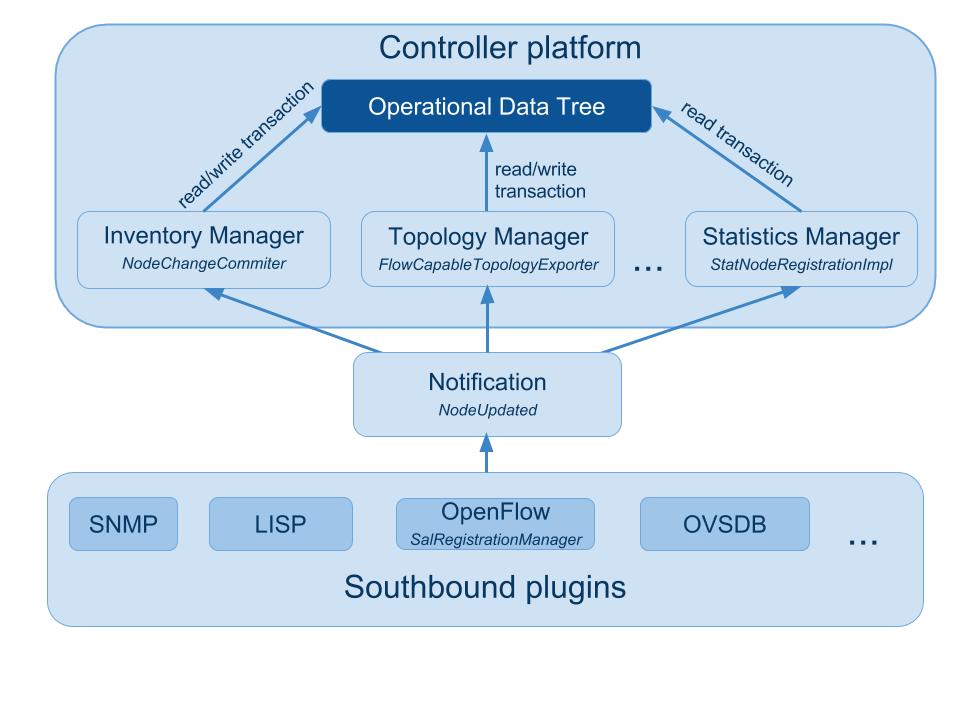 Controller platform
Operational Data Tree
read/write transaction
read/write
transaction
read transaction
Inventory Manager
NodeChangeCommiter
Topology Manager
FlowCapableTopologyExporter
...
Statistics Manager
StatNodeRegistrationImpl
Notification
NodeUpdated
SNMP
LISP
OpenFlow
SalRegistrationManager
OVSDB
...
Southbound plugins